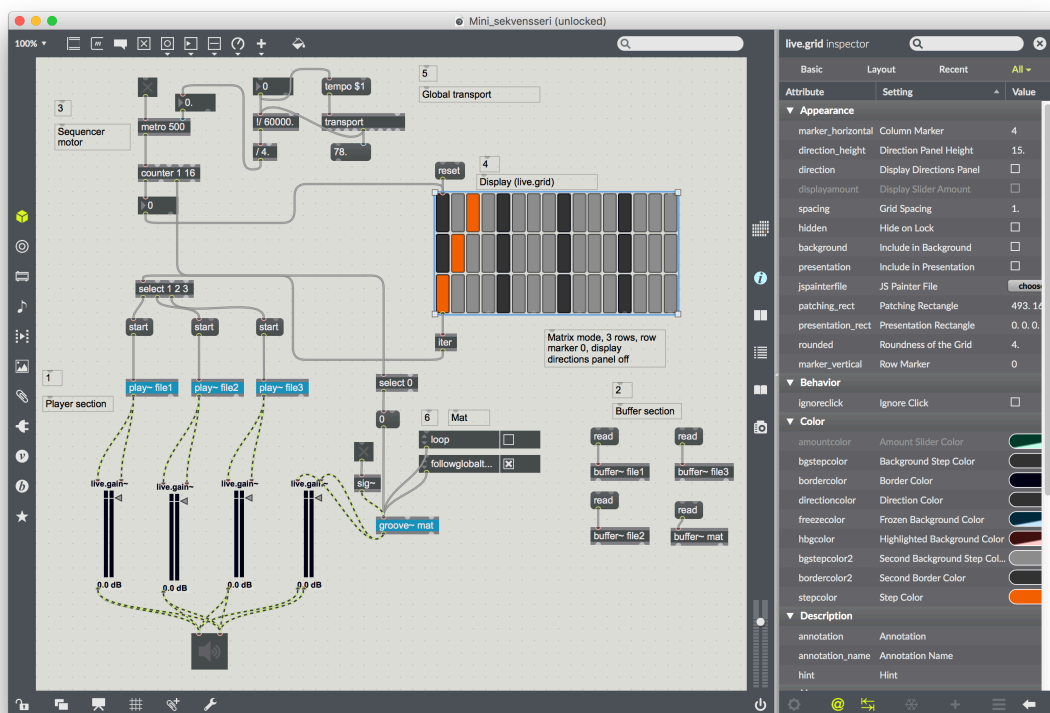 Mini_sekvensseri (unlocked)
100%
5
Global transport
0
tempo $1
0.
!/ 60000.
transport
3
Sequencer
motor
metro 500
/ 4.
78.
counter 1 16
0
reset
4
Display (live.grid)
select 1 2 3
start
start
start
iter
Matrix mode, 3 rows, row
marker 0, display
directions panel off
1
Player section
play~ file1
play~ file2
play~ file3
select 0
0
6
Mat
loop
followglobalt...
2
Buffer section
read
read
buffer~ file1
buffer~ file3
read
read
buffer~ file2
buffer~ mat
sig~
groove~ mat
live.gain~
live.gain~
live.gain~
live.gai...
0.0 dB
0.0 dB
0.0 dB
0.0 dB
live.grid inspector
Basic
Layout
Recent
All
Attribute
Setting
Value
Appearance
marker_horizontal
Column Marker
4
direction_height
Direction Panel Height
15.
direction
Display Directions Panel
displayamount
Display Slider Amount
spacing
Grid Spacing
1.
hidden
Hide on Lock
background
Include in Background
presentation
Include in Presentation
jspainterfile
JS Painter File
choos
patching_rect
Patching Rectangle
493. 16
presentation_rect
Presentation Rectangle
0. 0. 0.
rounded
Roundness of the Grid
4.
marker_vertical
Row Marker
0
Behavior
ignoreclick
Ignore Click
Color
amountcolor
Amount Slider Color
bgstepcolor
Background Step Color
bordercolor
Border Color
directioncolor
Direction Color
freezecolor
Frozen Background Color
hbgcolor
Highlighted Background Color
bgstepcolor2
Second Background Step Col...
bordercolor2
Second Border Color
stepcolor
Step Color
Description
annotation
Annotation
annotation_name
Annotation Name
hint
Hint